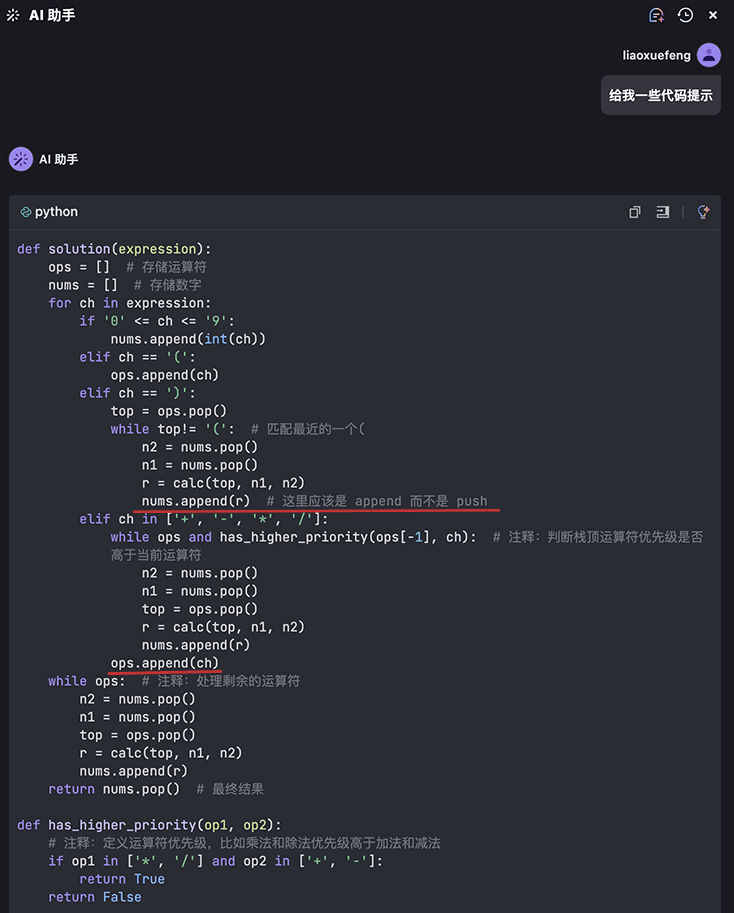 AI 助手
liaoxuefeng
给我一些代码提示
AI 助手
python
def solution(expression):
    ops = []  # 存储运算符
    nums = []  # 存储数字
    for ch in expression:
        if '0' <= ch <= '9':
            nums.append(int(ch))
        elif ch == '(':
            ops.append(ch)
        elif ch == ')':
            top = ops.pop()
            while top!= '(':  # 匹配最近的一个(
                n2 = nums.pop()
                n1 = nums.pop()
                r = calc(top, n1, n2)
                nums.append(r)  # 这里应该是 append 而不是 push
        elif ch in ['+', '-', '*', '/']:
            while ops and has_higher_priority(ops[-1], ch):  # 注释：判断栈顶运算符优先级是否
            高于当前运算符
                n2 = nums.pop()
                n1 = nums.pop()
                top = ops.pop()
                r = calc(top, n1, n2)
                nums.append(r)
            ops.append(ch)
    while ops:  # 注释：处理剩余的运算符
        n2 = nums.pop()
        n1 = nums.pop()
        top = ops.pop()
        r = calc(top, n1, n2)
        nums.append(r)
    return nums.pop()  # 最终结果
def has_higher_priority(op1, op2):
    # 注释：定义运算符优先级，比如乘法和除法优先级高于加法和减法
    if op1 in ['*', '/'] and op2 in ['+', '-']:
        return True
    return False